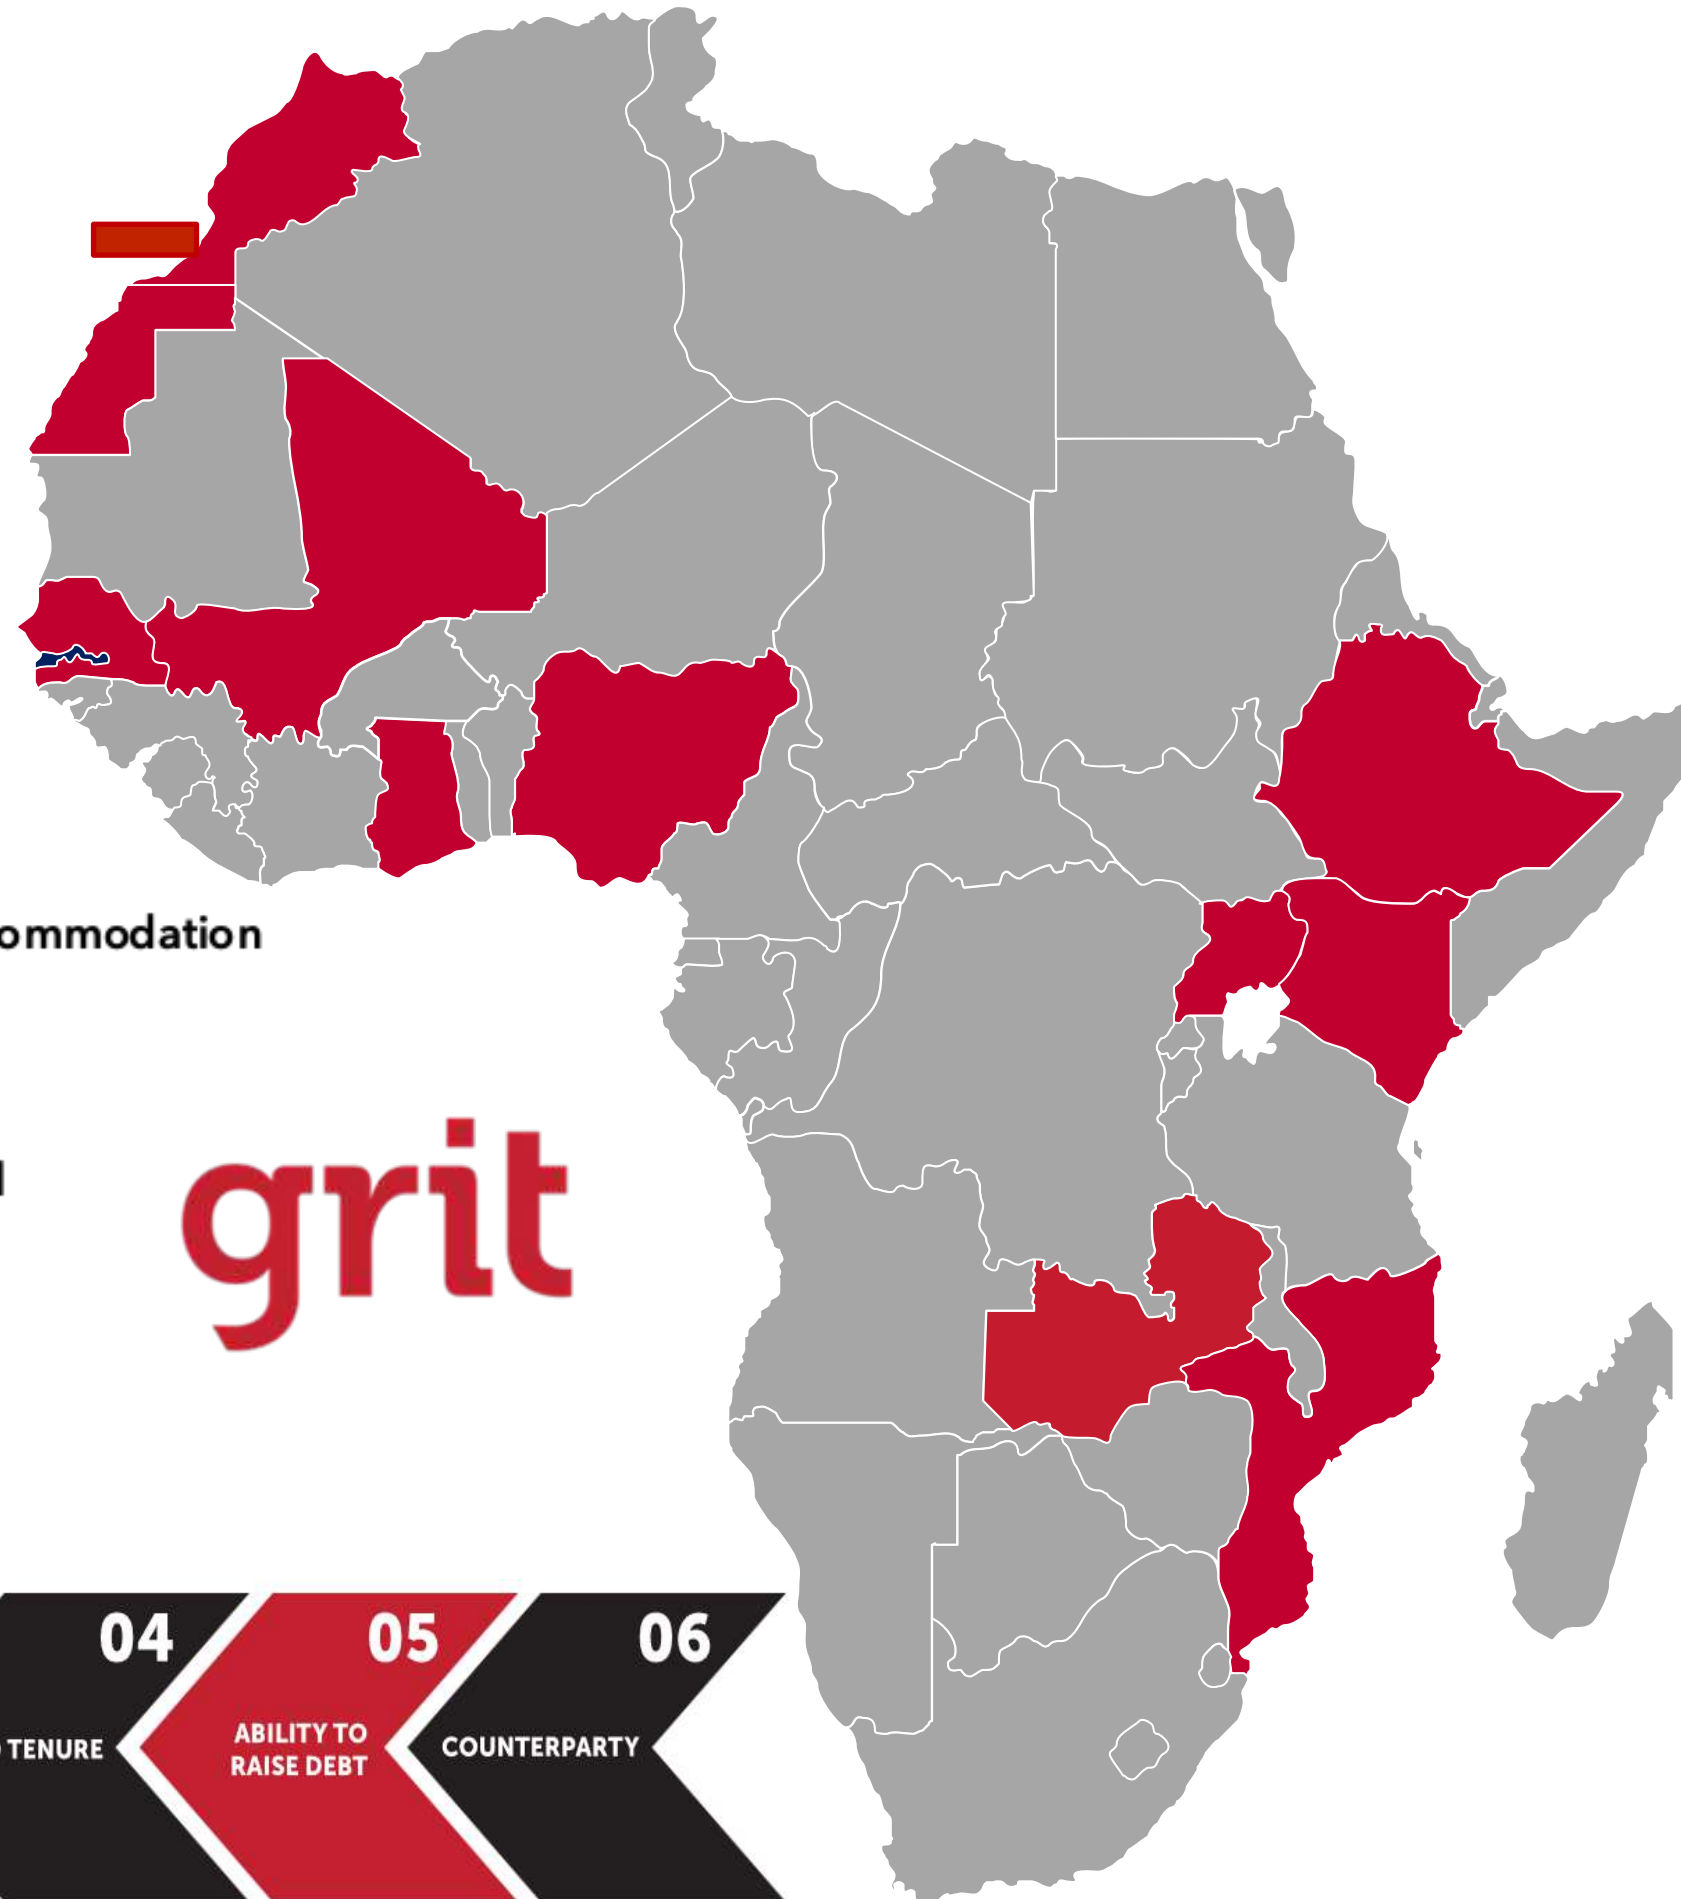 ommodation
grit
04
05
06
TENURE
ABILITY TO
RAISE DEBT
COUNTERPARTY